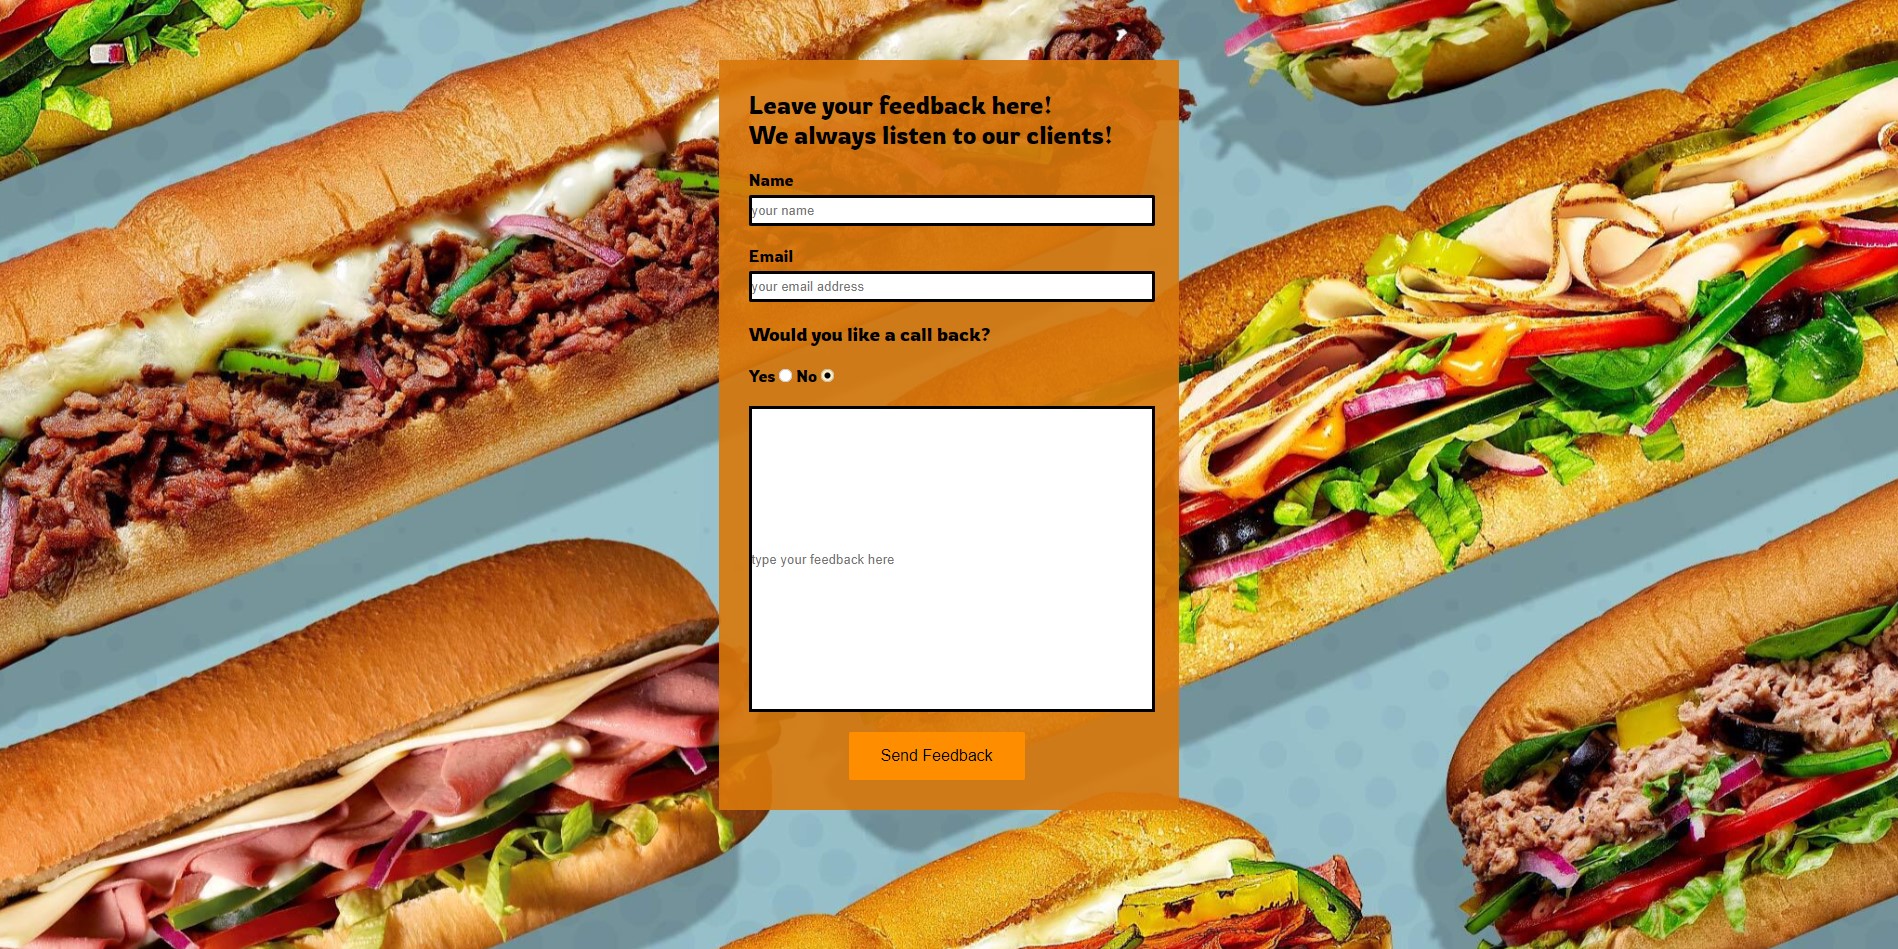 Leave your feedback here!
We always listen to our clients!
Name
your name
Email
your email address
Would you like a call back?
Yes No
type your feedback here
Send Feedback